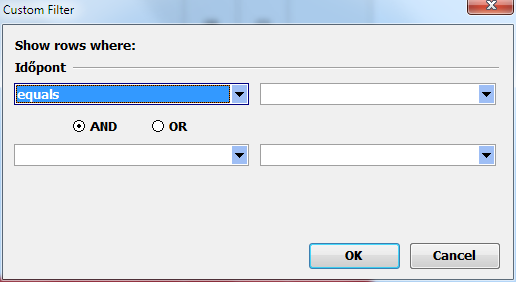 Custom Filter
Show rows where:
Időpont
equals
AND OR
OK Cancel